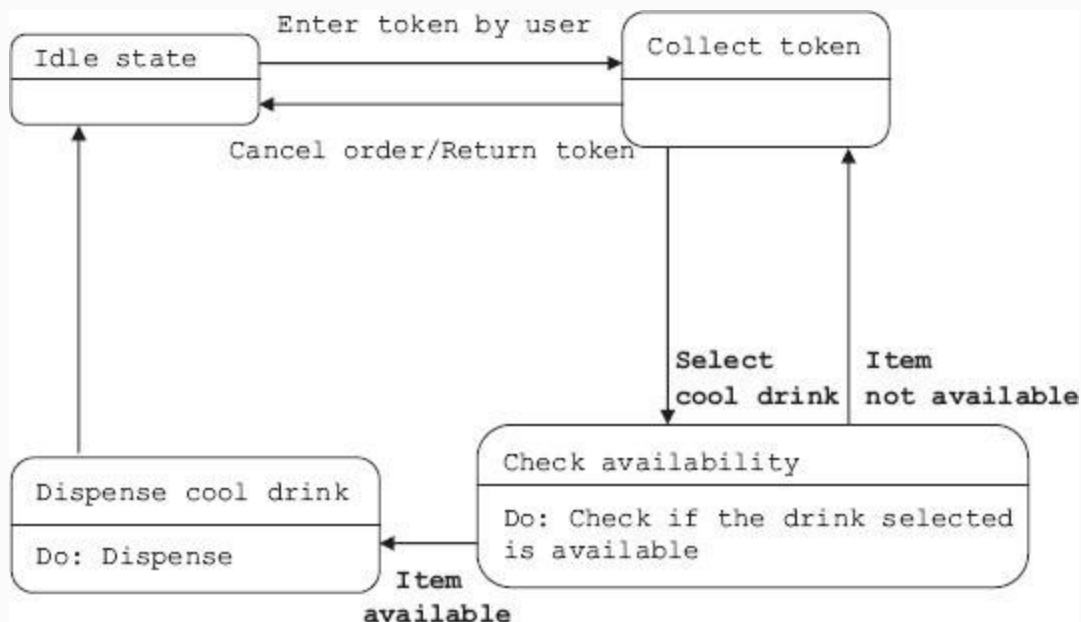 Enter token by user
Idle state
Collect token
Cancel order/Return token
Select
cool drink
Item
not available
Check availability
Do: Check if the drink selected
is available
Dispense cool drink
Do: Dispense
Item
available